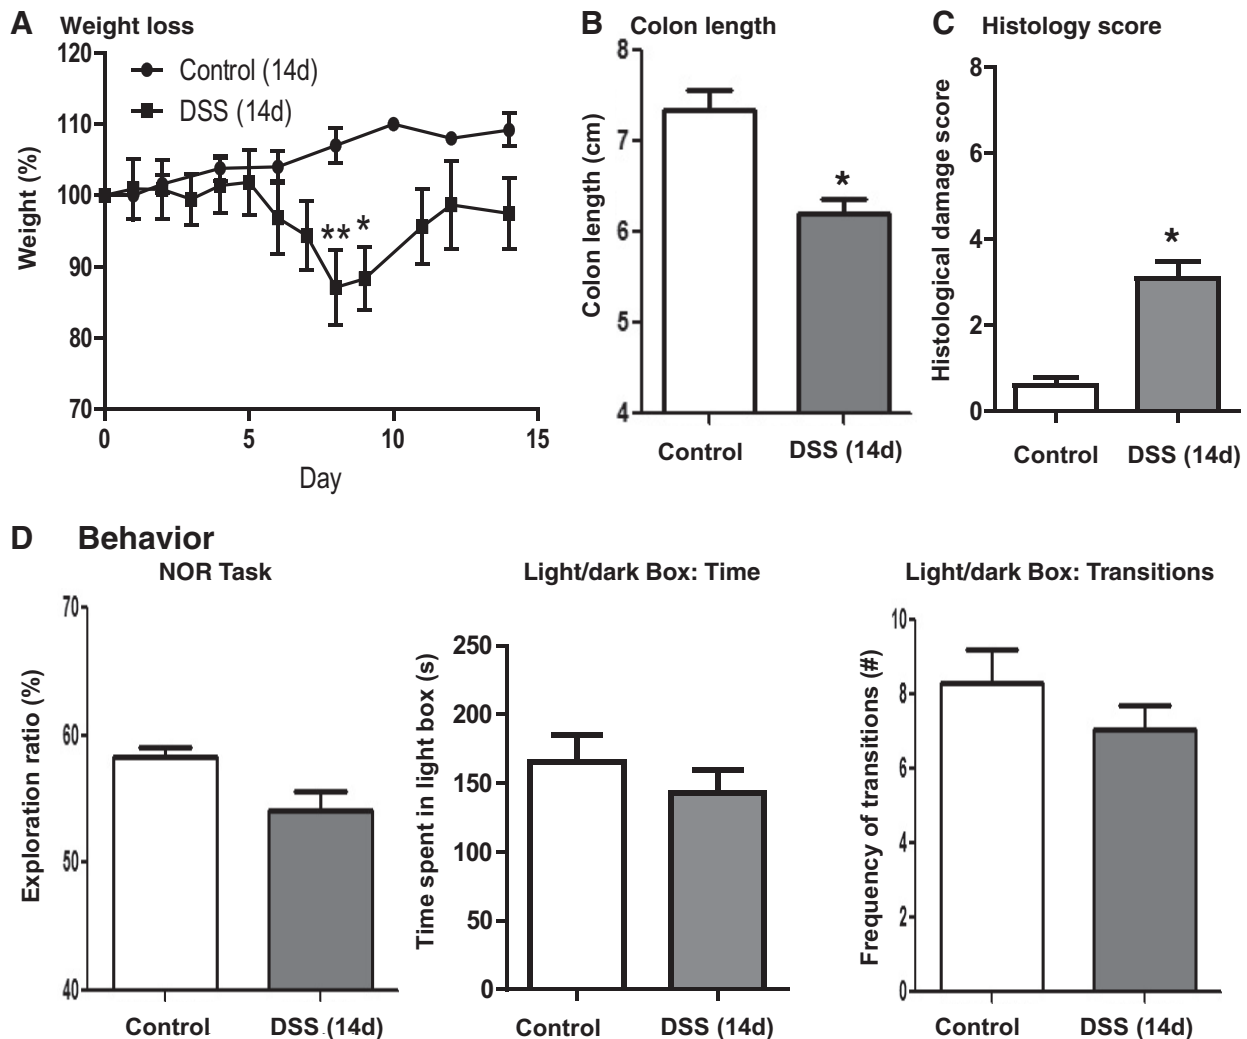 A Weight loss
120
110
100
90
80
70
Weight (%)
Control (14d)
DSS (14d)
** *
0 5 10 15
Day
B Colon length
8
7
6
5
4
Colon length (cm)
*
Control DSS (14d)
C Histology score
8
6
4
2
0
Histological damage score
*
Control DSS (14d)
D Behavior
NOR Task
70
60
50
40
Exploration ratio (%)
Control DSS (14d)
Light/dark Box: Time
250
200
150
100
50
0
Time spent in light box (s)
Control DSS (14d)
Light/dark Box: Transitions
10
8
6
4
2
0
Frequency of transitions (#)
Control DSS (14d)